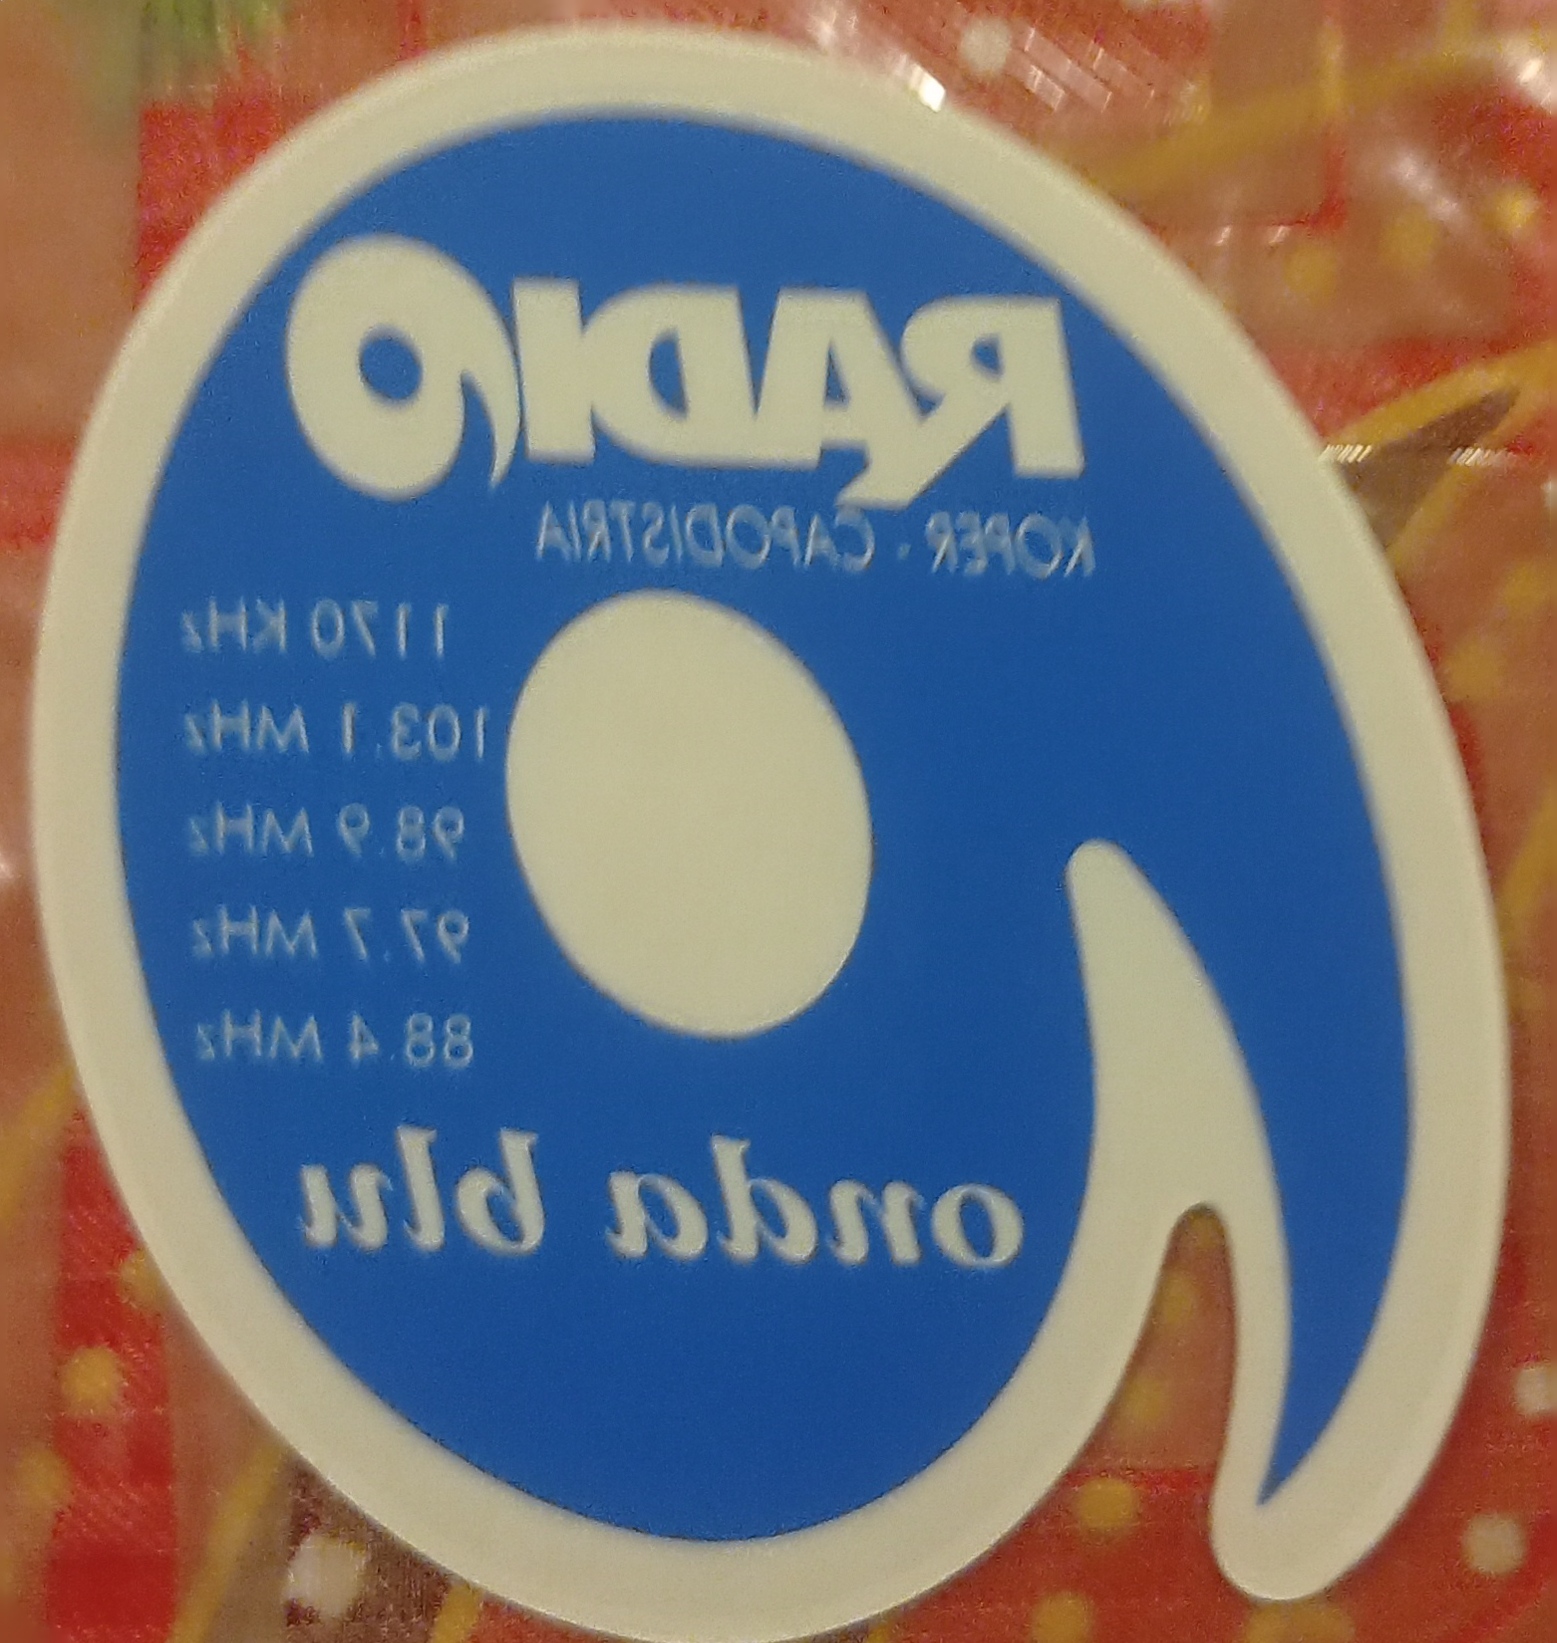 RADIO
KOPER · CAPODISTRIA
1170 KHz
103.1 MHz
98.9 MHz
97.7 MHz
88.4 MHz
onda blu